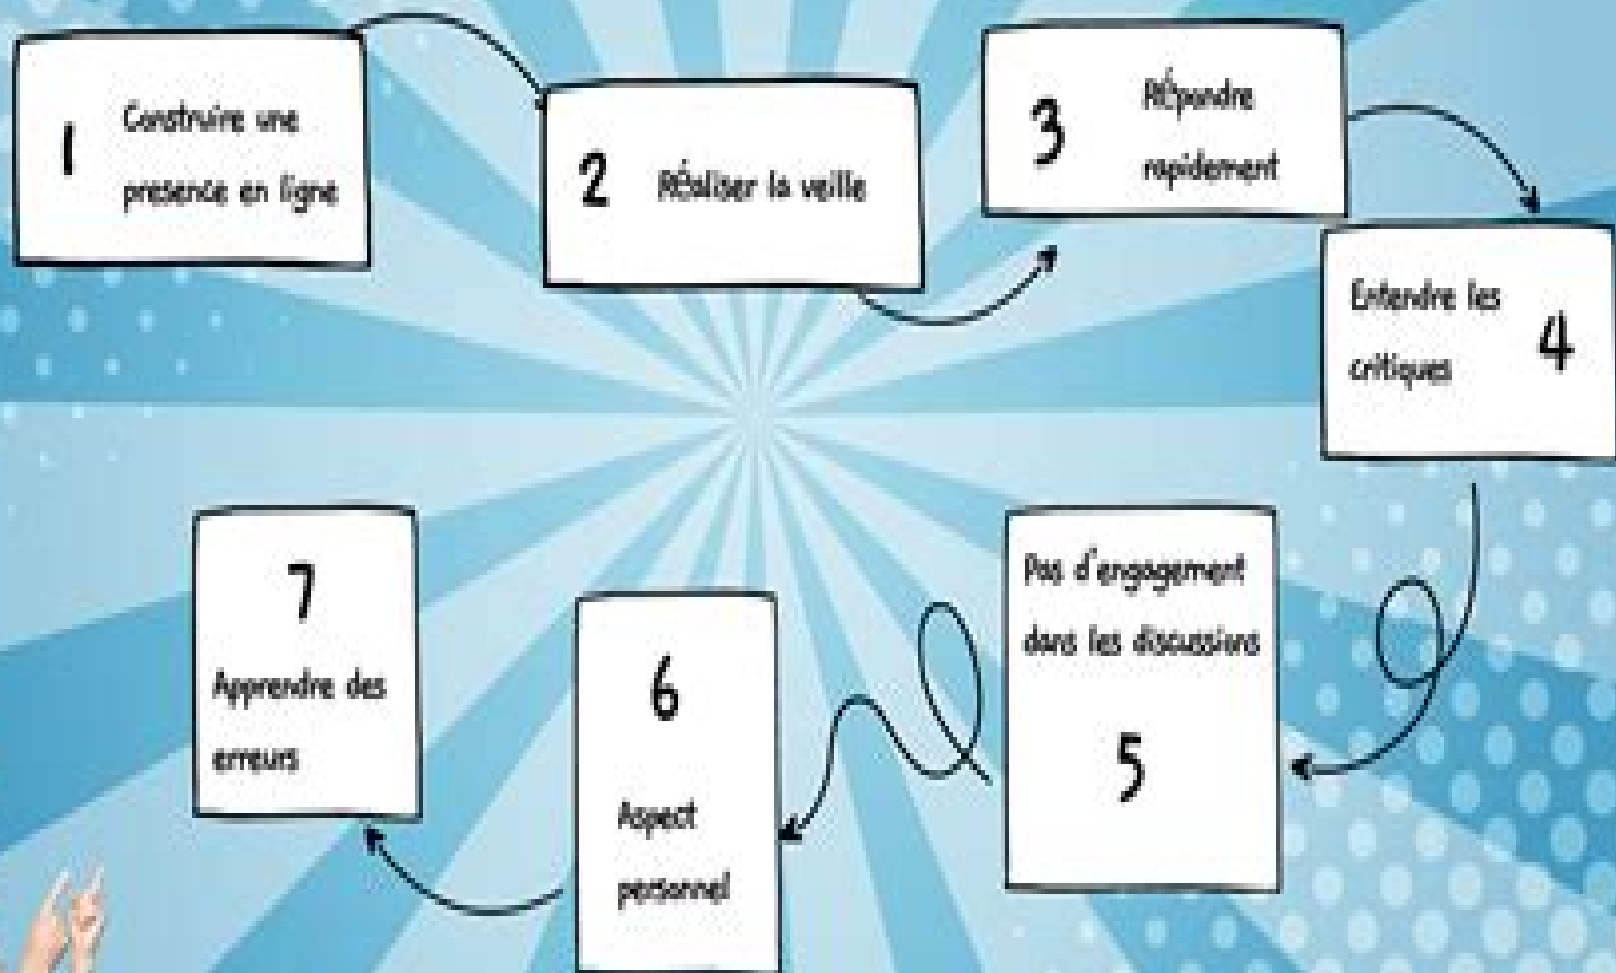 1
Construire une
presence en ligne
2
Réaliser la veille
3
Répondre
rapidement
Entendre les
critiques
4
Pas d'engagement
dans les discussions
5
6
Aspect
personnel
7
Apprendre des
erreurs